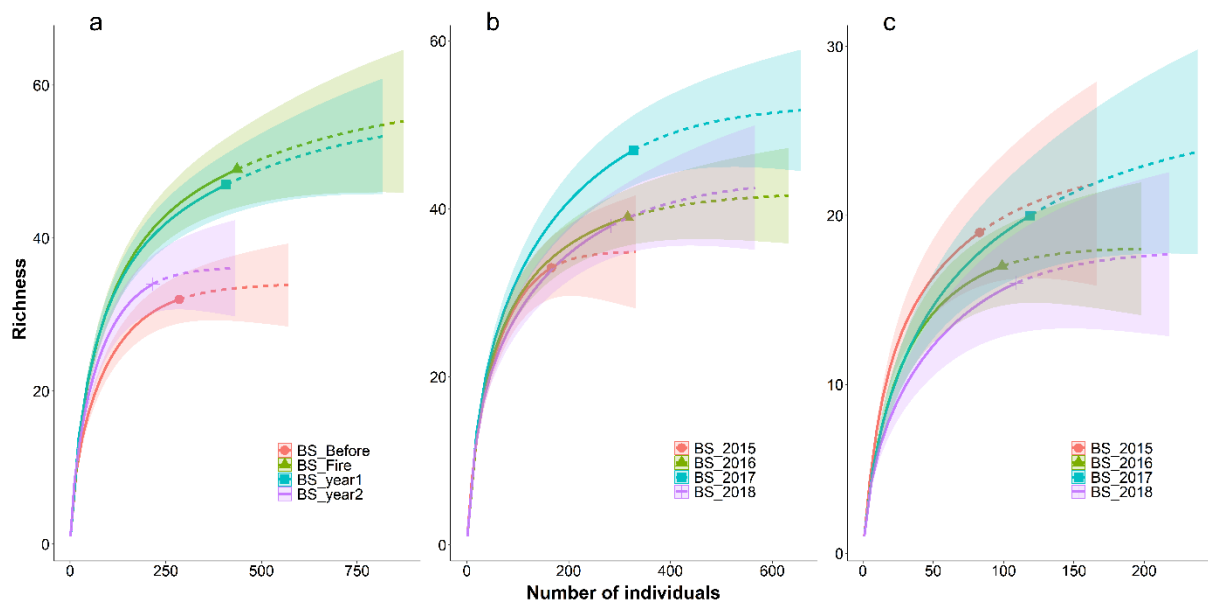 a
b
c
Richness
60
40
20
0
0
250
500
750
BS_Before
BS_Fire
BS_year1
BS_year2
60
40
20
0
0
200
400
600
BS_2015
BS_2016
BS_2017
BS_2018
30
20
10
0
0
50
100
150
200
BS_2015
BS_2016
BS_2017
BS_2018
Number of individuals